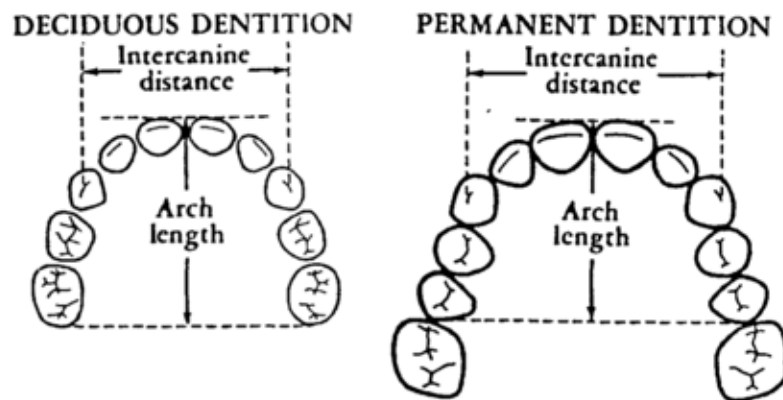 DECIDUOUS DENTITION
Intercanine
distance
Arch
length
PERMANENT DENTITION
Intercanine
distance
Arch
length